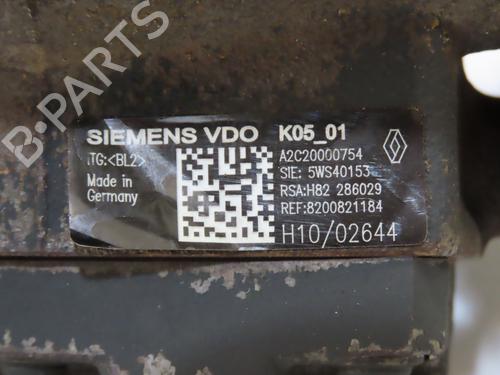 SIEMENS VDO K05_01
iTG:<BL2> A2C20000754
SIE: 5WS40153
Made in RSA:H82 286029
Germany REF:8200821184
H10/02644
B-PARTS